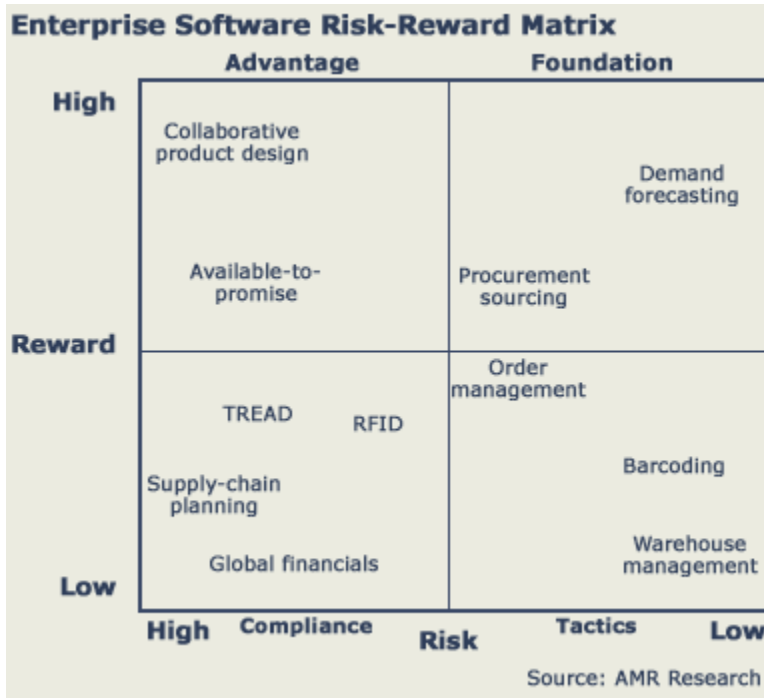 Enterprise Software Risk-Reward Matrix
Advantage
Foundation
High
Collaborative
product design
Demand
forecasting
Available-to-
promise
Procurement
sourcing
Reward
Order
management
TREAD
RFID
Barcoding
Supply-chain
planning
Warehouse
management
Global financials
Low
High
Compliance
Risk
Tactics
Low
Source: AMR Research